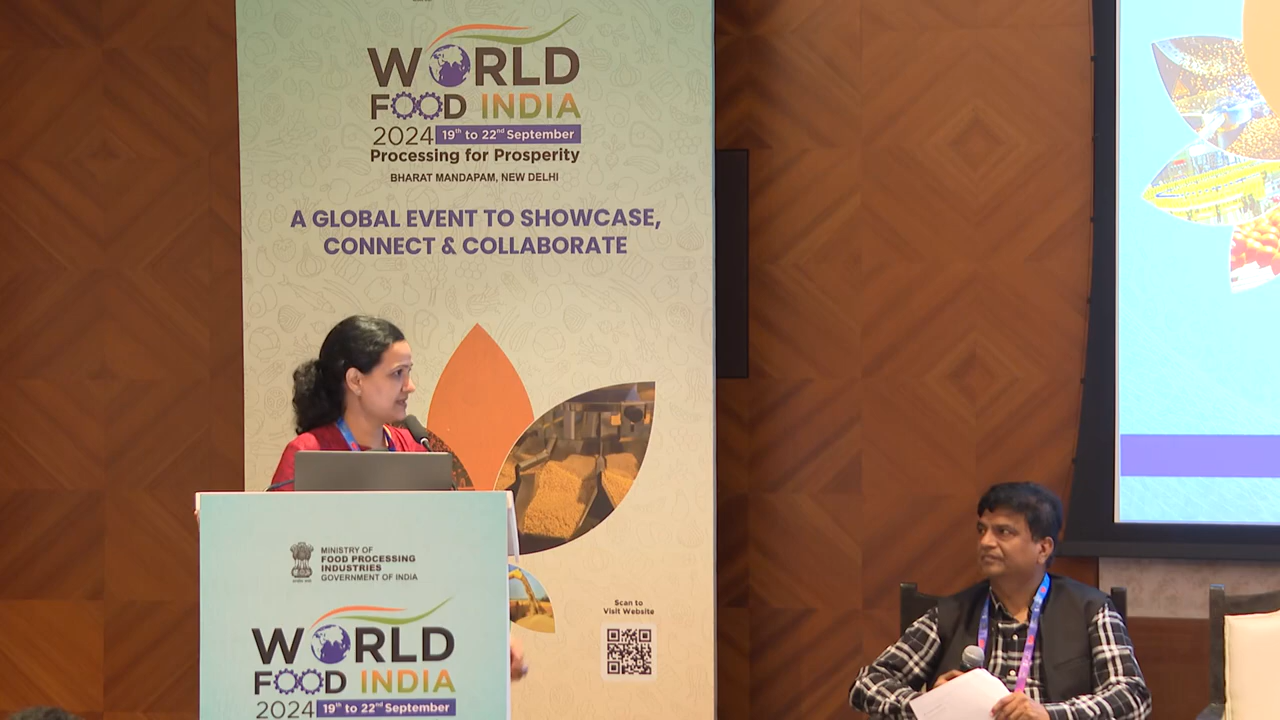 WORLD
FOOD INDIA
2024 19th to 22nd September
Processing for Prosperity
BHARAT MANDAPAM, NEW DELHI
A GLOBAL EVENT TO SHOWCASE,
CONNECT & COLLABORATE
Scan to
Visit Website
MINISTRY OF
FOOD PROCESSING
INDUSTRIES
GOVERNMENT OF INDIA
WORLD
FOOD INDIA
2024 19th to 22nd September